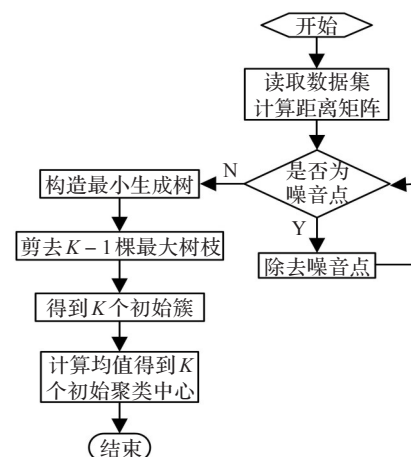 开始
读取数据集
计算距离矩阵
是否为
噪音点
N
Y
除去噪音点
构造最小生成树
剪去K-1棵最大树枝
得到K个初始簇
计算均值得到K
个初始聚类中心
结束